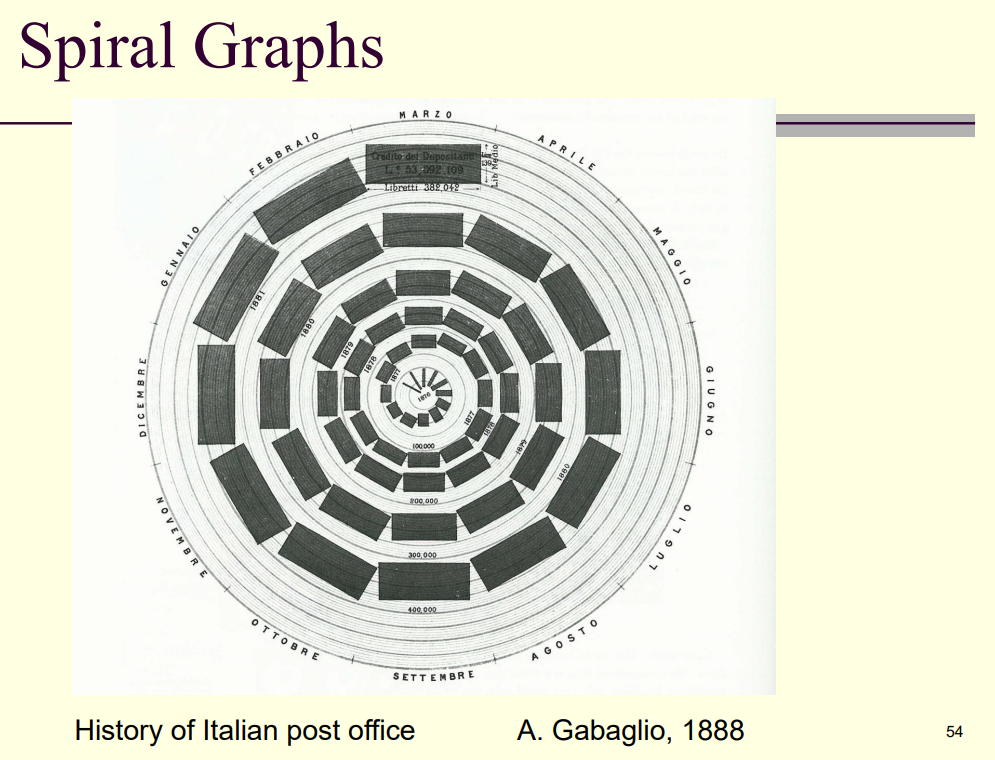 Spiral Graphs
MARZO
APRILE
MAGGIO
GIUGNO
LUGLIO
AGOSTO
SETTEMBRE
OTTOBRE
NOVEMBRE
DICEMBRE
GENNAIO
FEBBRAIO
Credito dei Depositanti
L. 53,092,109
Libretti 382,042
Lib Medio
1881
1880
1879
1878
1877
1876
1877
1878
1879
1880
100,000
200,000
300,000
400,000
History of Italian post office
A. Gabaglio, 1888
54